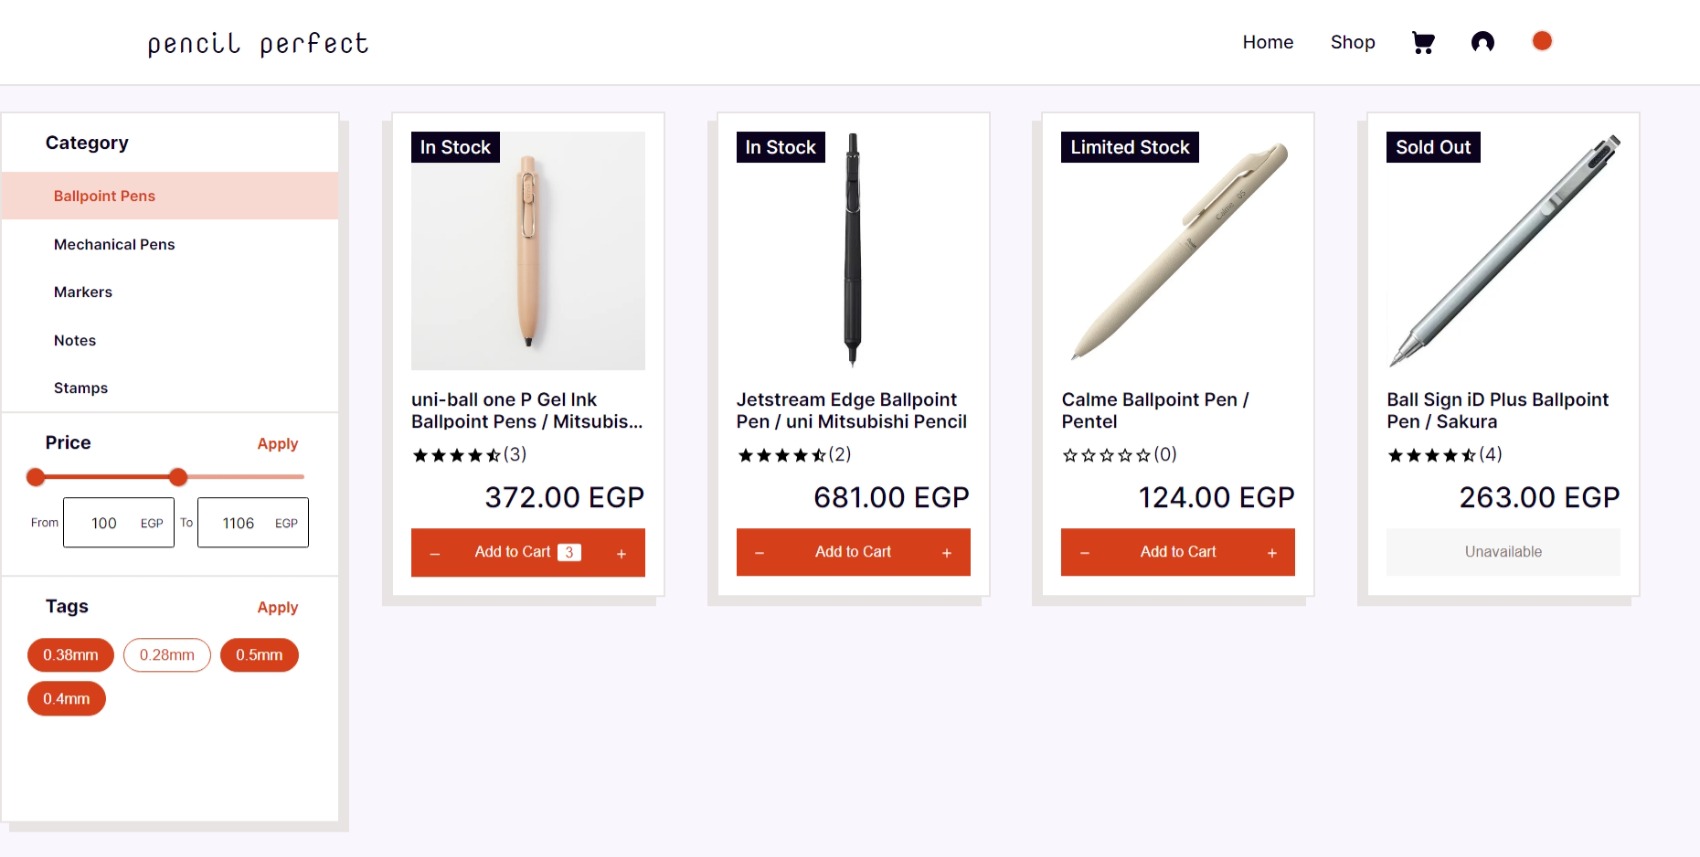 pencil perfect
Home
Shop
Category
Ballpoint Pens
Mechanical Pens
Markers
Notes
Stamps
Price
Apply
From
100
EGP
To
1106
EGP
Tags
Apply
0.38mm
0.28mm
0.5mm
0.4mm
In Stock
uni-ball one P Gel Ink
Ballpoint Pens / Mitsubis...
(3)
372.00 EGP
– Add to Cart 3 +
In Stock
Jetstream Edge Ballpoint
Pen / uni Mitsubishi Pencil
(2)
681.00 EGP
– Add to Cart +
Limited Stock
Calme 05
Calme Ballpoint Pen /
Pentel
(0)
124.00 EGP
– Add to Cart +
Sold Out
Ball Sign iD Plus Ballpoint
Pen / Sakura
(4)
263.00 EGP
Unavailable